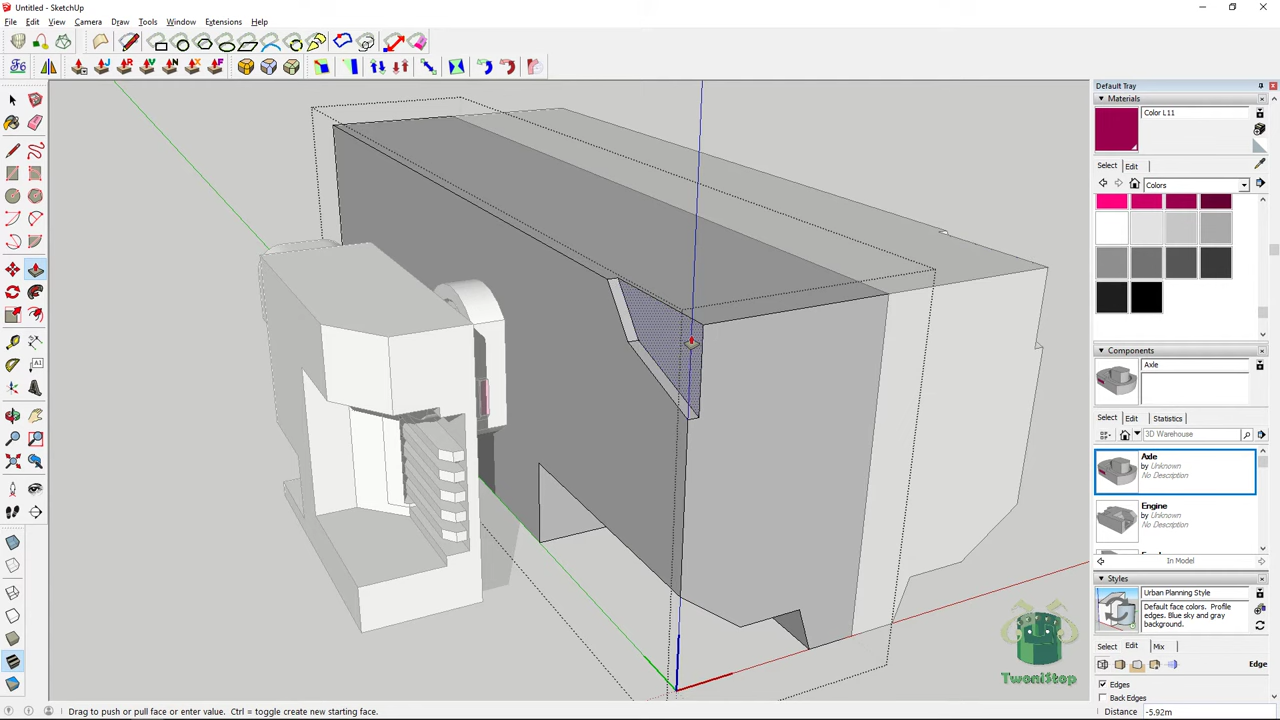 Untitled - SketchUp
File Edit View Camera Draw Tools Window Extensions Help
Default Tray
Materials
Color L11
Select Edit
Colors
Components
Axle
Select Edit Statistics
3D Warehouse
Axle
by Unknown
No Description
Engine
by Unknown
No Description
In Model
Styles
Urban Planning Style
Default face colors. Profile
edges. Blue sky and gray
background.
Select Edit Mix
Edge
Edges
Back Edges
TwoniStop
Drag to push or pull face or enter value. Ctrl = toggle create new starting face.
Distance -5.92m